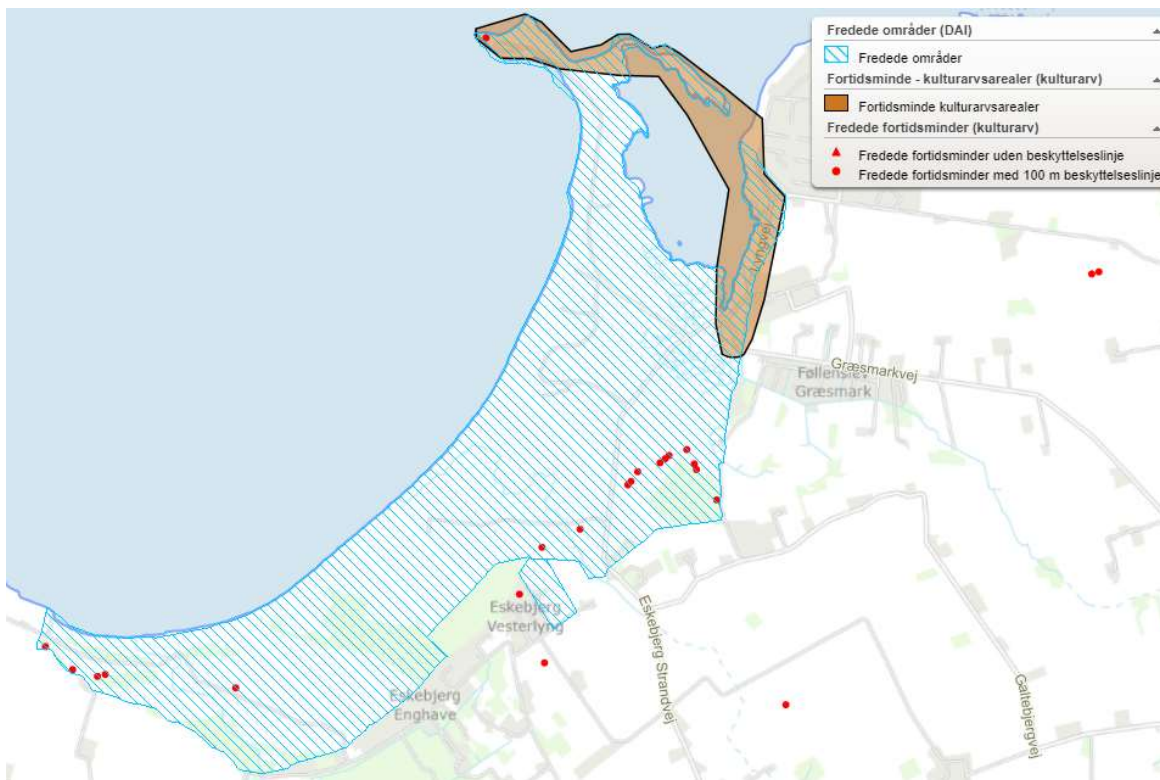 Fredede områder (DAI)
Fredede områder
Fortidsminde - kulturarvsarealer (kulturarv)
Fortidsminde kulturarvsarealer
Fredede fortidsminder (kulturarv)
Fredede fortidsminder uden beskyttelseslinje
Fredede fortidsminder med 100 m beskyttelseslinje
Lyngvej
Græsmarkvej
Føllenslev
Græsmark
Eskebjerg
Vesterlyng
Eskebjerg Strandvej
Eskebjerg
Enghave
Galtebjergvej